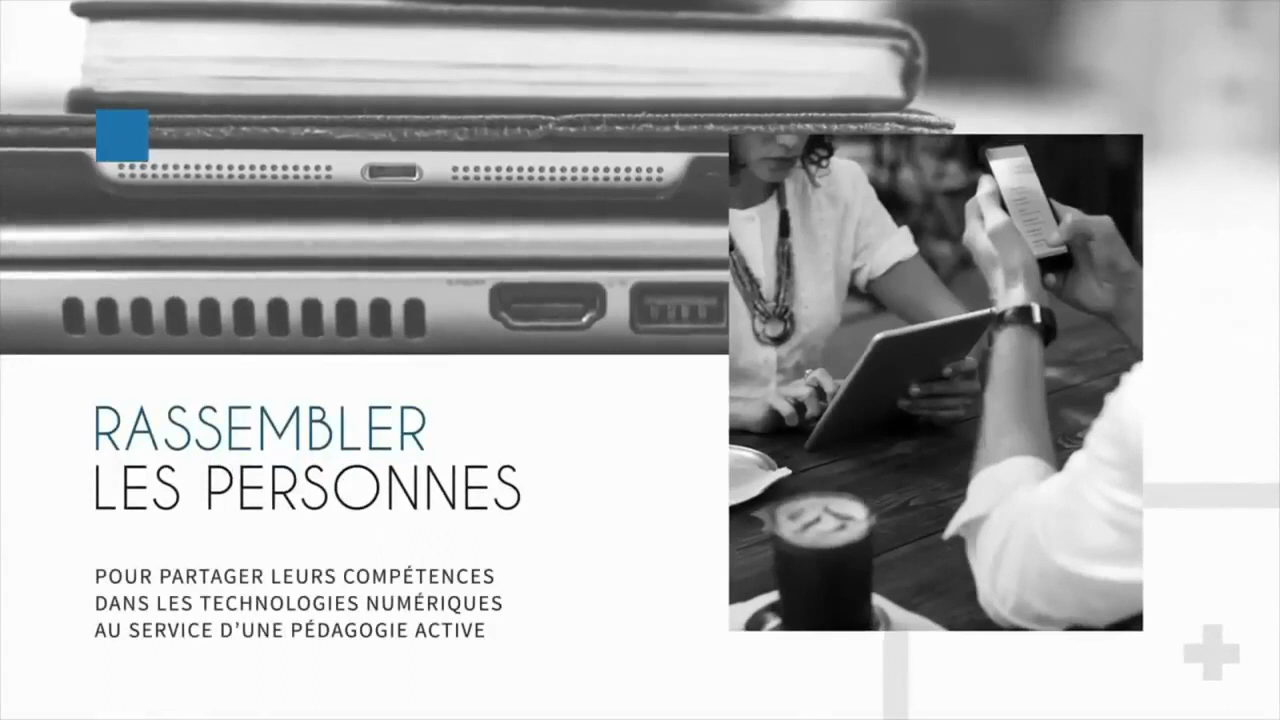 RASSEMBLER
LES PERSONNES
POUR PARTAGER LEURS COMPÉTENCES
DANS LES TECHNOLOGIES NUMÉRIQUES
AU SERVICE D’UNE PÉDAGOGIE ACTIVE